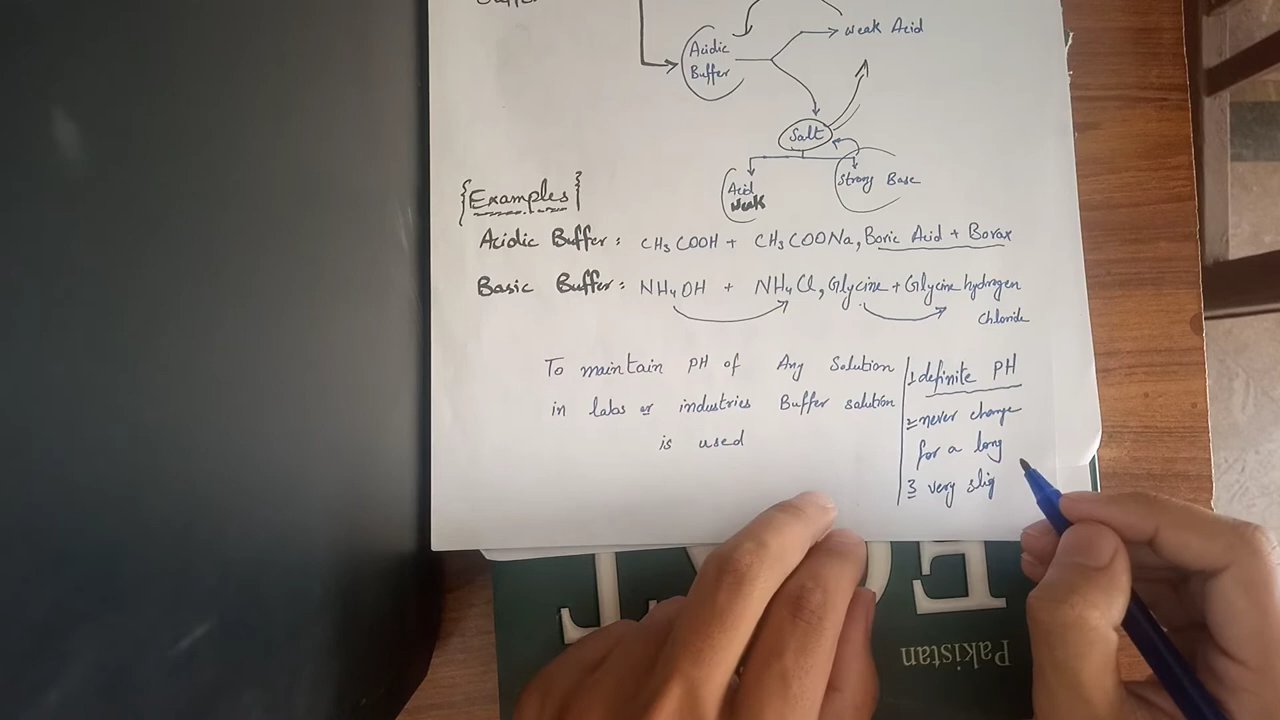 Buffer
Weak Acid
Acidic
Buffer
Salt
Acid
Weak
Strong Base
{Examples}
Acidic Buffer: CH3COOH + CH3COONa, Boric Acid + Borax
Basic Buffer: NH4OH + NH4Cl, Glycine + Glycine hydrogen
Chloride
To maintain PH of Any Solution
in labs or industries Buffer solution
is used
1 definite PH
2 never change
for a long
3 very slig
Pakistan